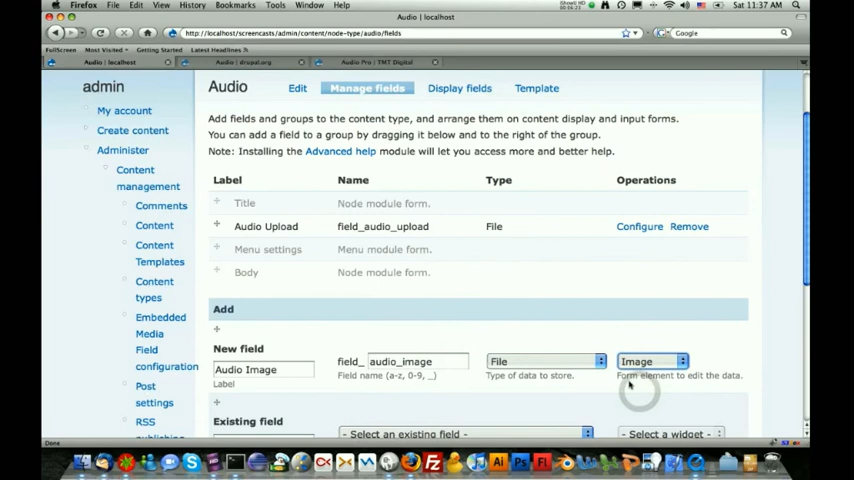 Firefox File Edit View History Bookmarks Tools Window Help Sat 11:37 AM
Audio | localhost
http://localhost/screencasts/admin/content/node-type/audio/fields Google
FullScreen Most Visited Getting Started Latest Headlines
Audio | localhost Audio | drupal.org Audio Pro | TMT Digital
admin
My account
Create content
Administer
Content
management
Comments
Content
Content
Templates
Content
types
Embedded
Media
Field
configuration
Post
settings
RSS
publishing
Audio Edit Manage fields Display fields Template
Add fields and groups to the content type, and arrange them on content display and input forms.
You can add a field to a group by dragging it below and to the right of the group.
Note: Installing the Advanced help module will let you access more and better help.
Label Name Type Operations
Title Node module form.
Audio Upload field_audio_upload File Configure Remove
Menu settings Menu module form.
Body Node module form.
Add
New field
Audio Image field_ audio_image File Image
Label Field name (a-z, 0-9, _) Type of data to store. Form element to edit the data.
Existing field
- Select an existing field - - Select a widget -
Done